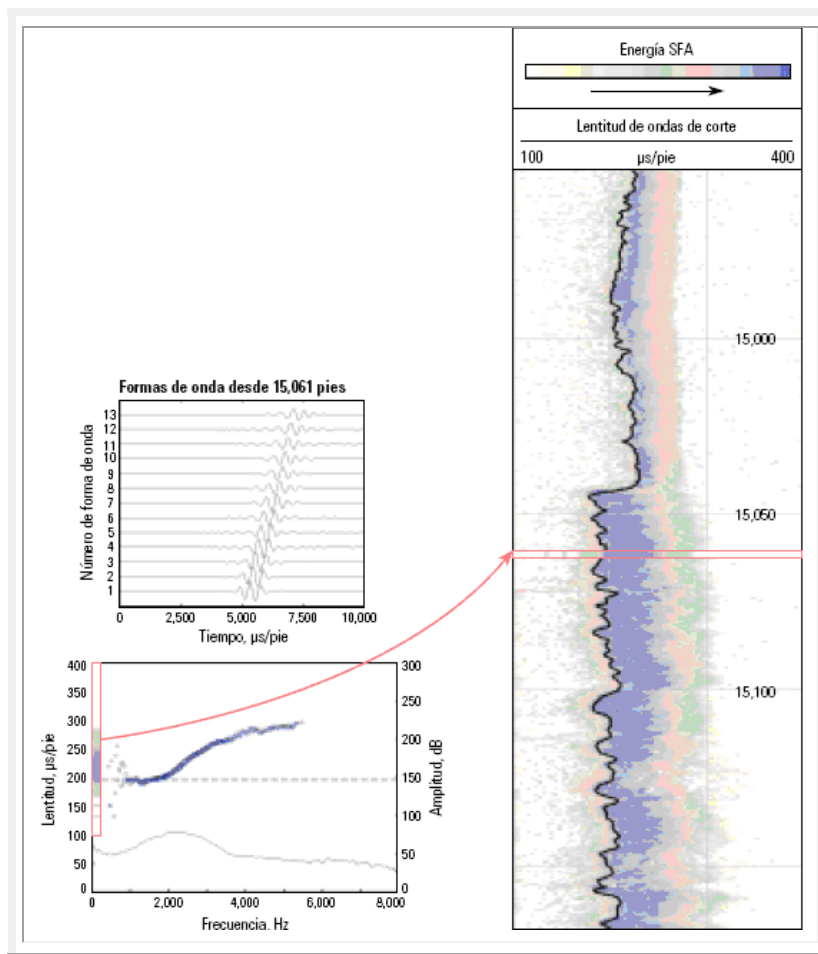 Energía SFA
Lentitud de ondas de corte
100 µs/pie 400
15,000
15,050
15,100
Formas de onda desde 15,061 pies
Número de forma de onda
13
12
11
10
9
8
7
6
5
4
3
2
1
0 2,500 5,000 7,500 10,000
Tiempo, µs/pie
Lentitud, µs/pie
400
350
300
250
200
150
100
50
0
300
250
200
150
100
50
0
Amplitud, dB
0 2,000 4,000 6,000 8,000
Frecuencia. Hz